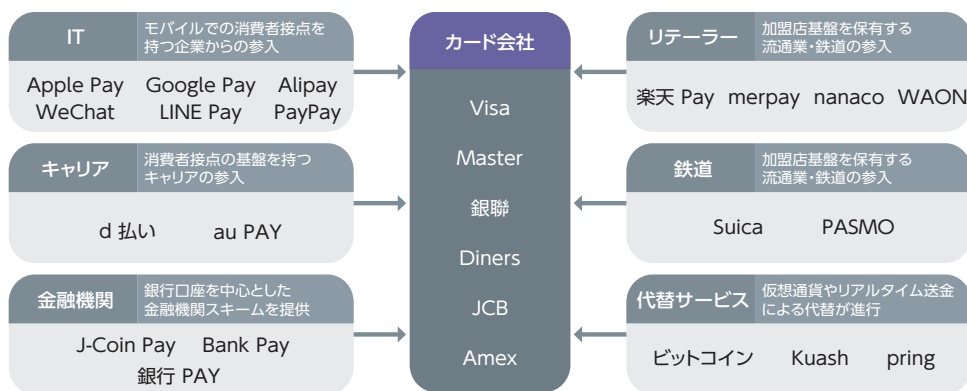 IT
モバイルでの消費者接点を
持つ企業からの参入
Apple Pay Google Pay Alipay
WeChat LINE Pay PayPay
キャリア
消費者接点の基盤を持つ
キャリアの参入
d 払い au PAY
金融機関
銀行口座を中心とした
金融機関スキームを提供
J-Coin Pay Bank Pay
銀行 PAY
カード会社
Visa
Master
銀聯
Diners
JCB
Amex
リテーラー
加盟店基盤を保有する
流通業・鉄道の参入
楽天 Pay merpay nanaco WAON
鉄道
加盟店基盤を保有する
流通業・鉄道の参入
Suica PASMO
代替サービス
仮想通貨やリアルタイム送金
による代替が進行
ビットコイン Kuash pring